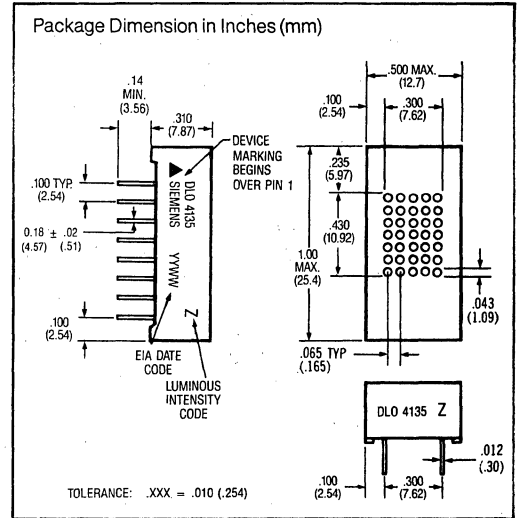 Package Dimension in Inches (mm)
.14
MIN.
(3.56)
.310
(7.87)
DEVICE
MARKING
BEGINS
OVER PIN 1
.100 TYP.
(2.54)
0.18 ± .02
(4.57) (.51)
.100
(2.54)
DLO 4135
SIEMENS
YYWW
Z
EIA DATE
CODE
LUMINOUS
INTENSITY
CODE
TOLERANCE: .XXX = .010 (.254)
.500 MAX.
(12.7)
.100
(2.54)
.300
(7.62)
.235
(5.97)
.430
(10.92)
1.00
MAX.
(25.4)
.043
(1.09)
.065 TYP
(.165)
DLO 4135 Z
.012
(.30)
.100
(2.54)
.300
(7.62)